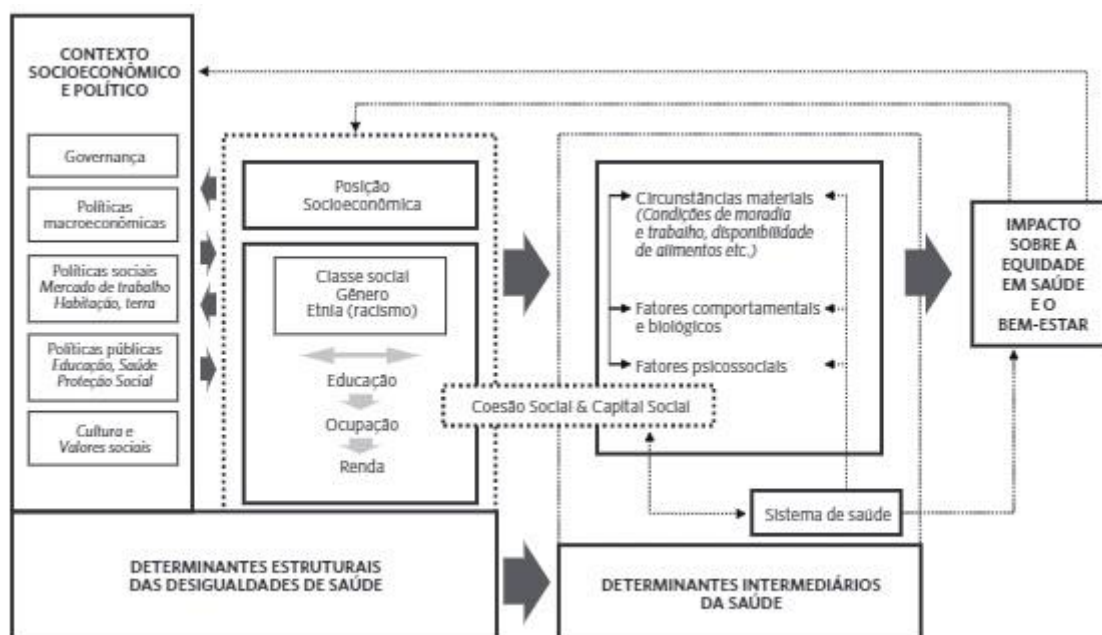 CONTEXTO
SOCIOECONÔMICO
E POLÍTICO
Governança
Políticas
macroeconômicas
Políticas sociais
Mercado de trabalho
Habitação, terra
Políticas públicas
Educação, Saúde
Proteção Social
Cultura e
Valores sociais
Posição
Socioeconômica
Classe social
Gênero
Etnia (racismo)
Educação
Ocupação
Renda
Coesão Social & Capital Social
Circunstâncias materiais
(Condições de moradia
e trabalho, disponibilidade
de alimentos etc.)
Fatores comportamentais
e biológicos
Fatores psicossociais
Sistema de saúde
IMPACTO
SOBRE A
EQUIDADE
EM SAÚDE
E O
BEM-ESTAR
DETERMINANTES ESTRUTURAIS
DAS DESIGUALDADES DE SAÚDE
DETERMINANTES INTERMEDIÁRIOS
DA SAÚDE